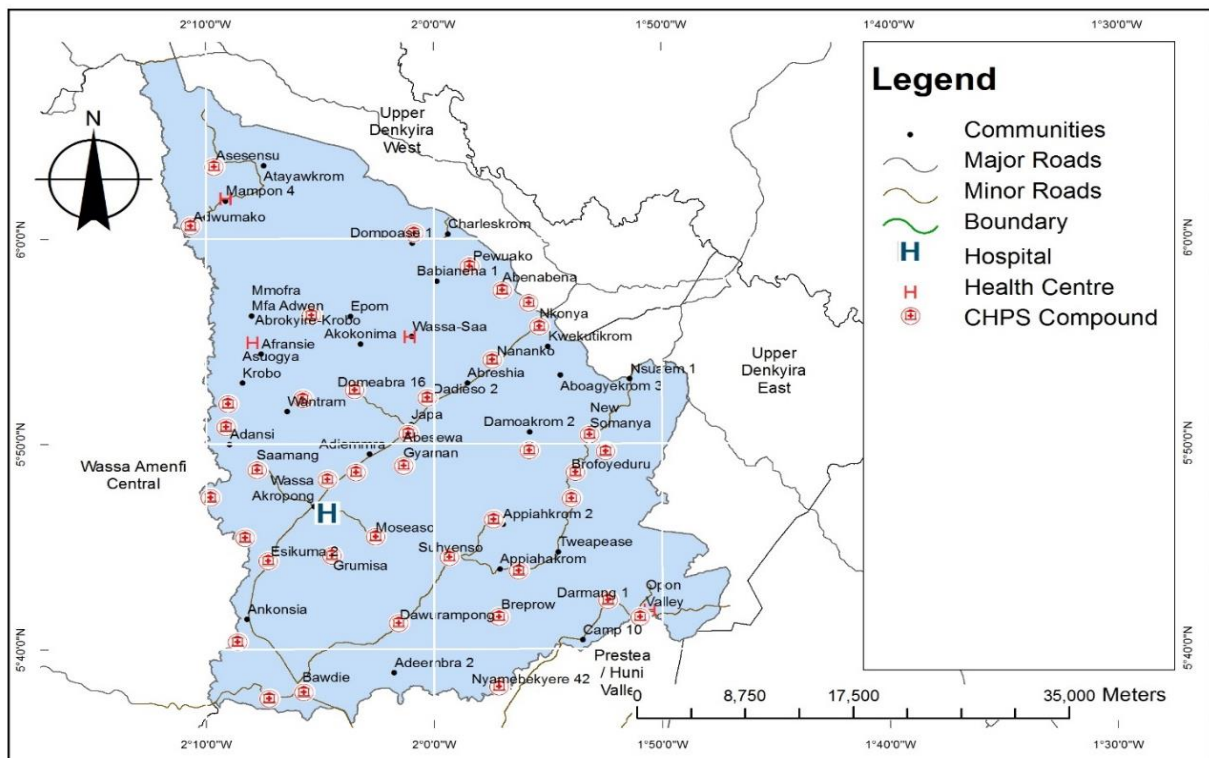 2°10'0"W 2°0'0"W 1°50'0"W 1°40'0"W 1°30'0"W
N
Upper
Denkyira
West
Legend
Communities
Major Roads
Minor Roads
Boundary
Hospital
Health Centre
CHPS Compound
Asesensu
Atayawkrom
Mampon 4
Adwumako
Charleskrom
Dompoase 1
6°0'0"N 6°0'0"N
Pewuako
Babianena 1
Abenabena
Mmofra
Mfa Adwen
Epom
Abrokyire-Krobo
Nkonya
Wassa-Saa
Akokonima
Kwekutikrom
Afransie
Asuogya
Nananko
Krobo
Domeabra 16
Abreshia
Nsuaem 1
Dadieso 2
Aboagyekrom 3
Upper
Denkyira
East
Wantram
Japa
Damoakrom 2
New
Somanya
Adansi
Abesewa
5°50'0"N 5°50'0"N
Adiemmra
Saamang
Gyaman
Wassa Amenfi
Central
Wassa
Akropong
Brofoyeduru
H
Appiahkrom 2
Moseaso
Esikuma 2
Grumisa
Suhyenso
Tweapease
Appiahakrom
Opon
Valley
Darmang 1
Ankonsia
Dawurampong
Breprow
Camp 10
5°40'0"N 5°40'0"N
Prestea
/ Huni
Valle
Adeembra 2
Bawdie
Nyamebekyere 42
0 8,750 17,500 35,000 Meters
2°10'0"W 2°0'0"W 1°50'0"W 1°40'0"W 1°30'0"W